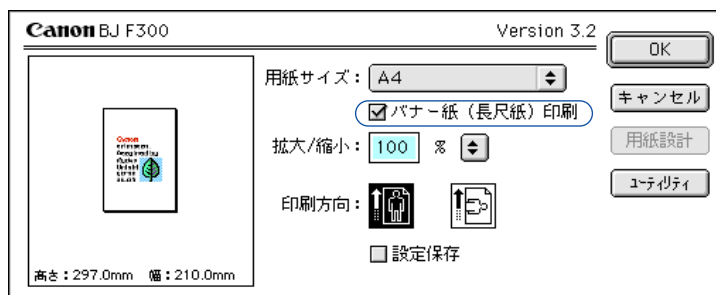 Canon BJ F300
Version 3.2
OK
用紙サイズ：
A4
キャンセル
バナー紙（長尺紙）印刷
用紙設計
拡大/縮小：
100
%
ユーティリティ
印刷方向：
設定保存
Canon
高さ：297.0mm 幅：210.0mm